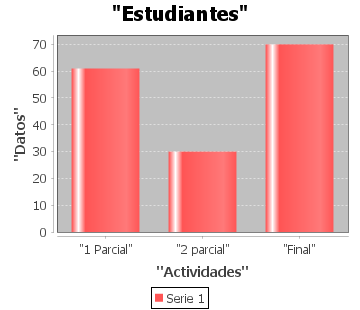 "Estudiantes"
70
60
50
40
30
20
10
0
"Datos"
"1 Parcial"
"2 parcial"
"Final"
"Actividades"
Serie 1